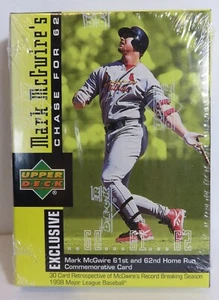 Mark McGwire's
CHASE FOR 62
UPPER
DECK
EXCLUSIVE
Mark McGwire 61st and 62nd Home Run
Commemorative Card
30 Card Retrospective of McGwire's Record Breaking Season
1998 Major League Baseball